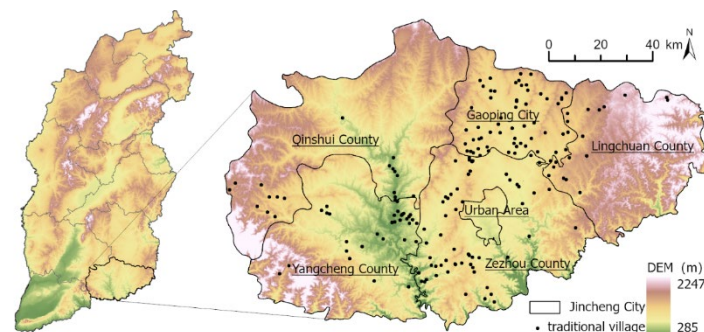 N
0 20 40 60
km
Gaoping City
Qinshui County
Lingchuan County
Urban Area
Yangcheng County
Zezhou County
DEM (m)
2247
285
Jincheng City
traditional village